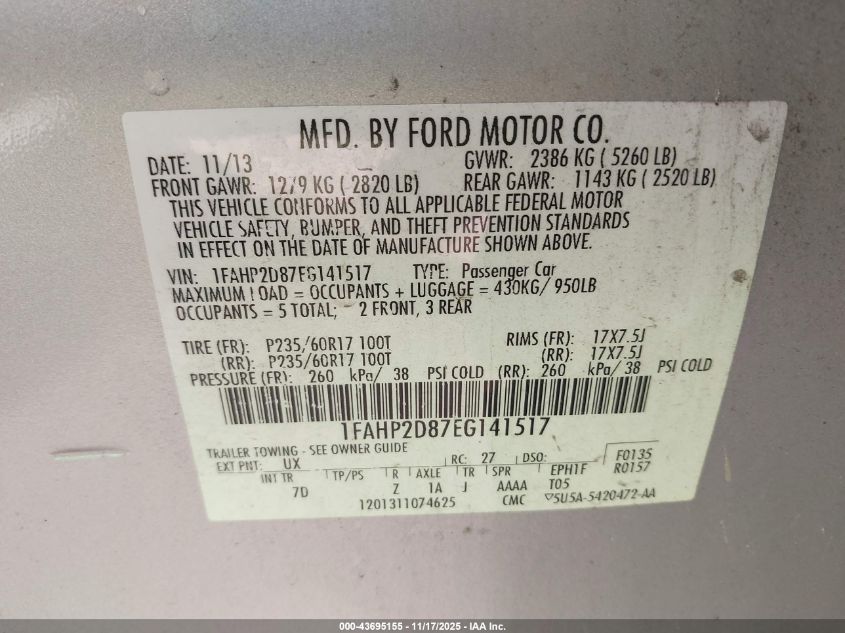 MFD. BY FORD MOTOR CO.
DATE: 11/13 GVWR: 2386 KG ( 5260 LB)
FRONT GAWR: 1279 KG ( 2820 LB) REAR GAWR: 1143 KG ( 2520 LB)
THIS VEHICLE CONFORMS TO ALL APPLICABLE FEDERAL MOTOR
VEHICLE SAFETY, BUMPER, AND THEFT PREVENTION STANDARDS
IN EFFECT ON THE DATE OF MANUFACTURE SHOWN ABOVE.
VIN: 1FAHP2D87EG141517 TYPE: Passenger Car
MAXIMUM LOAD = OCCUPANTS + LUGGAGE = 430KG/ 950LB
OCCUPANTS = 5 TOTAL; 2 FRONT, 3 REAR
TIRE (FR): P235/60R17 100T RIMS (FR): 17X7.5J
(RR): P235/60R17 100T (RR): 17X7.5J
PRESSURE (FR): 260 kPa/ 38 PSI COLD (RR): 260 kPa/ 38 PSI COLD
1FAHP2D87EG141517
TRAILER TOWING - SEE OWNER GUIDE
EXT PNT: UX RC: 27 DSO: F0135
R0157
INT TR TP/PS R AXLE TR SPR EPH1F
7D Z 1A J AAAA T05
1201311074625 CMC ▽5U5A-5420472-AA
000-43695155 - 11/17/2025 - IAA Inc.